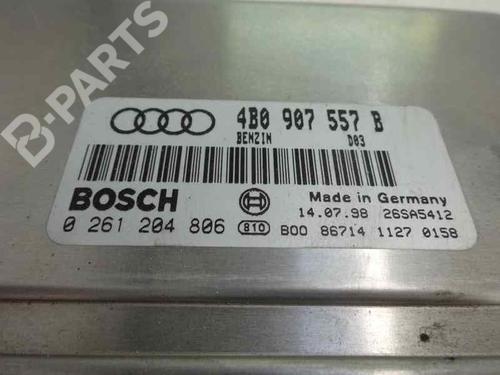 B-PARTS
4B0 907 557 B
BENZIN D03
BOSCH
Made in Germany
14.07.98 26SA5412
0 261 204 806 810 B00 86714 1127 0158